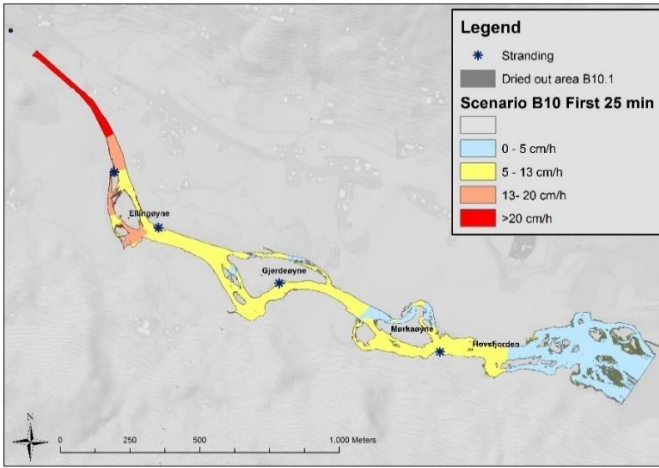 Legend
Stranding
Dried out area B10.1
Scenario B10 First 25 min
0 - 5 cm/h
5 - 13 cm/h
13- 20 cm/h
>20 cm/h
Ellingøyne
Gjerdeøyne
Mørkaøyne
Hovsfjorden
N
0 250 500 1.000 Meters